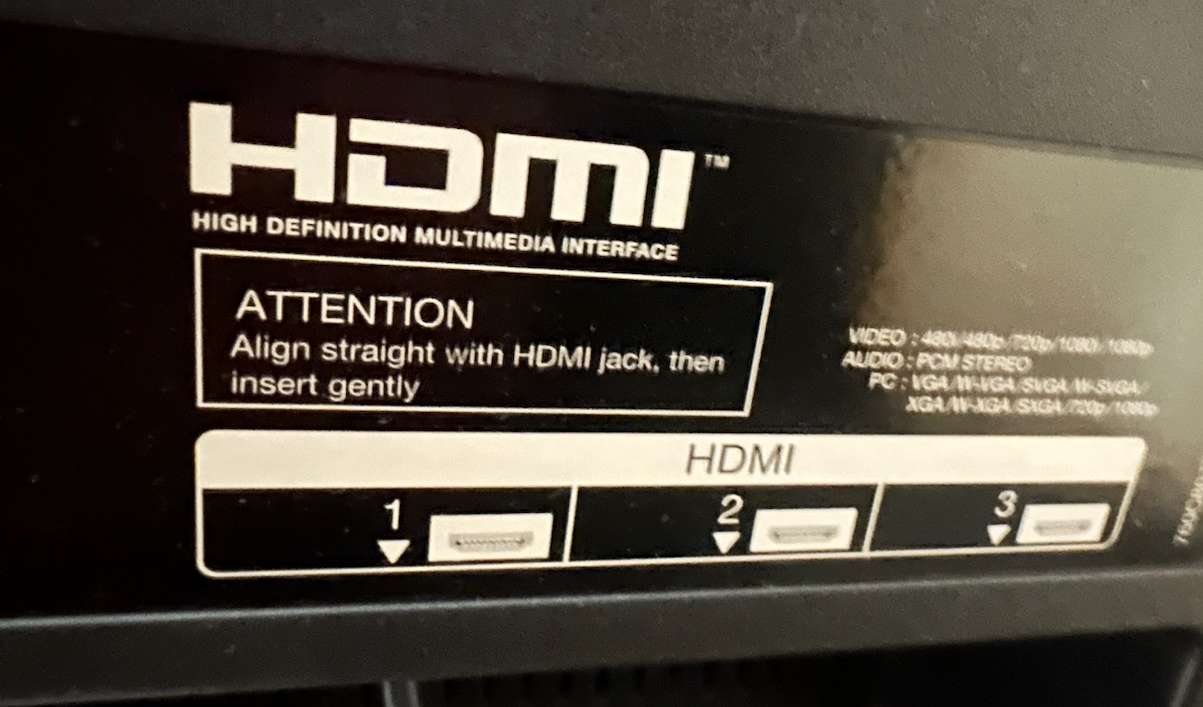 HDMI™
HIGH DEFINITION MULTIMEDIA INTERFACE
ATTENTION
Align straight with HDMI jack, then
insert gently
VIDEO : 480i/480p/720p/1080i/1080p
AUDIO : PCM STEREO
PC : VGA/W-VGA/SVGA/W-SVGA/
XGA/W-XGA/SXGA/720p/1080p
HDMI
1 2 3